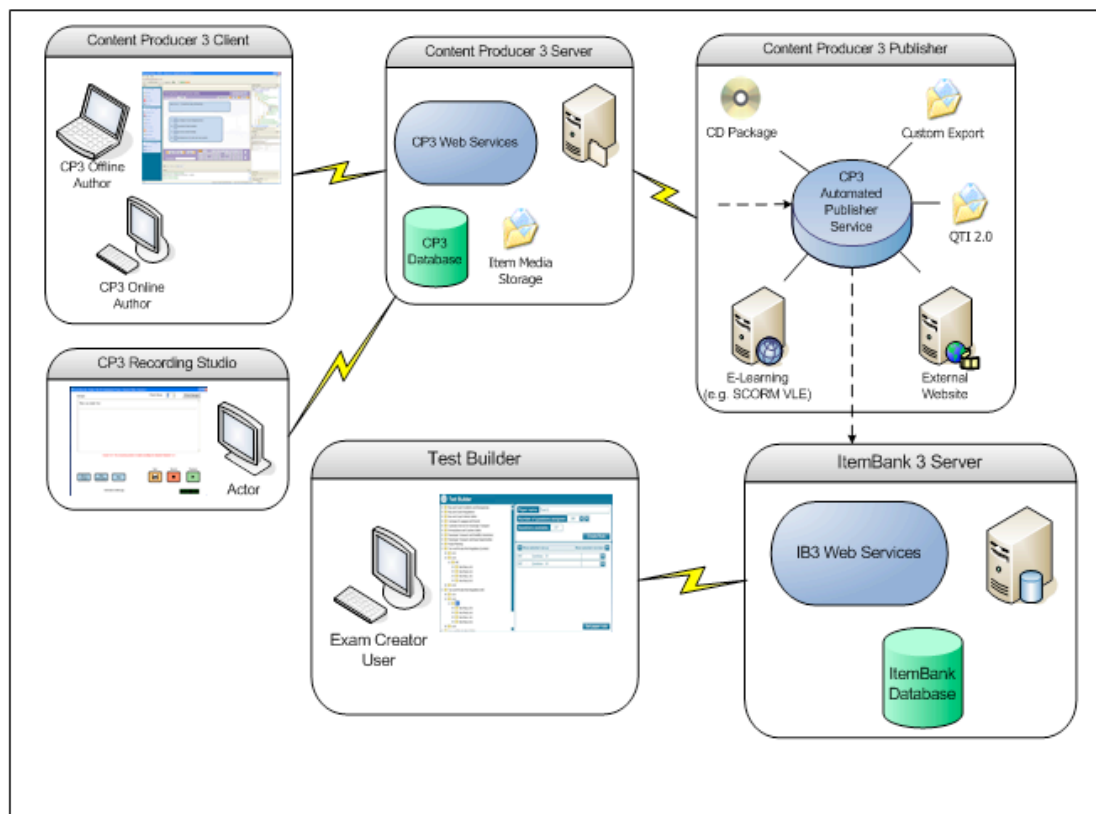 Content Producer 3 Client
CP3 Offline
Author
CP3 Online
Author
Content Producer 3 Server
CP3 Web Services
CP3
Database
Item Media
Storage
Content Producer 3 Publisher
CD Package
Custom Export
CP3
Automated
Publisher
Service
QTI 2.0
E-Learning
(e.g. SCORM VLE)
External
Website
CP3 Recording Studio
Actor
Test Builder
Test Builder
Exam Creator
User
ItemBank 3 Server
IB3 Web Services
ItemBank
Database